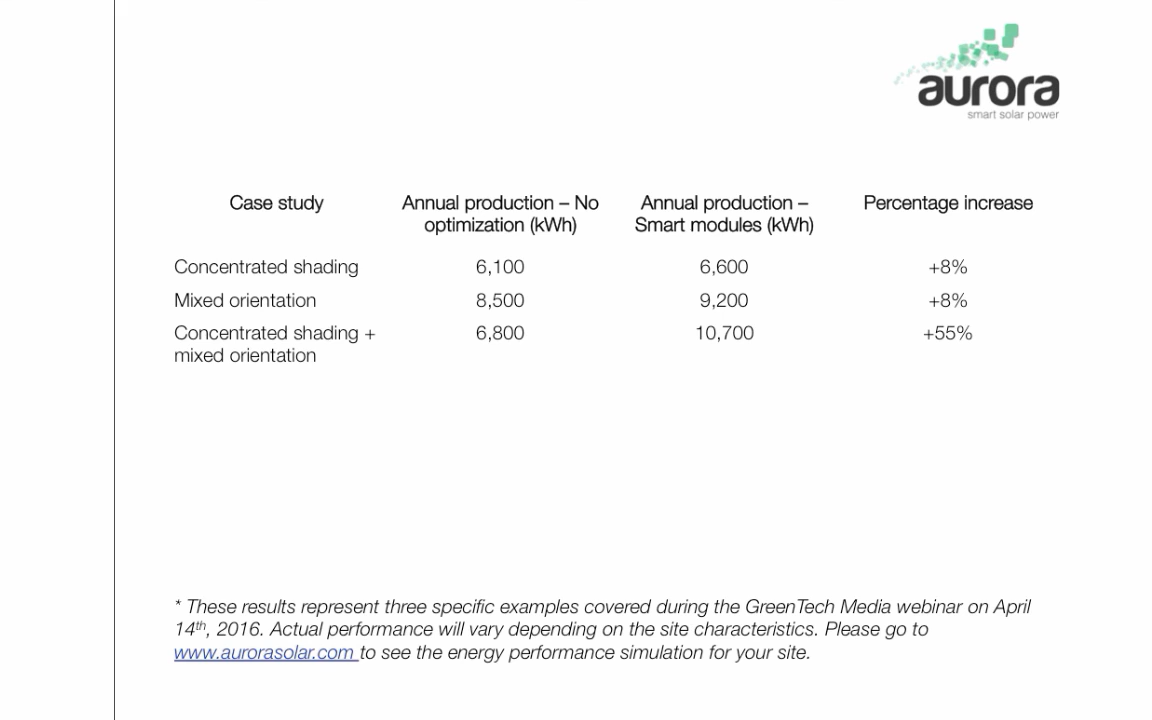 aurora
smart solar power
Case study
Annual production – No
optimization (kWh)
Annual production –
Smart modules (kWh)
Percentage increase
Concentrated shading 6,100 6,600 +8%
Mixed orientation 8,500 9,200 +8%
Concentrated shading + 6,800 10,700 +55%
mixed orientation
* These results represent three specific examples covered during the GreenTech Media webinar on April
14th, 2016. Actual performance will vary depending on the site characteristics. Please go to
www.aurorasolar.com to see the energy performance simulation for your site.